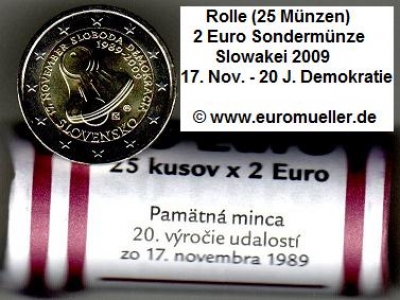 Rolle (25 Münzen)
2 Euro Sondermünze
Slowakei 2009
17. Nov. - 20 J. Demokratie
© www.euromueller.de
17. NOVEMBER SLOBODA DEMOKRACIA
1989-2009
SLOVENSKO
25 kusov x 2 Euro
Pamätná minca
20. výročie udalostí
zo 17. novembra 1989